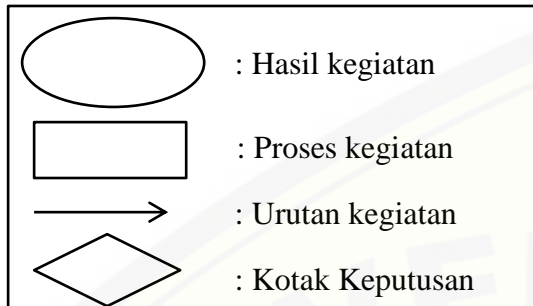 : Hasil kegiatan
: Proses kegiatan
: Urutan kegiatan
: Kotak Keputusan